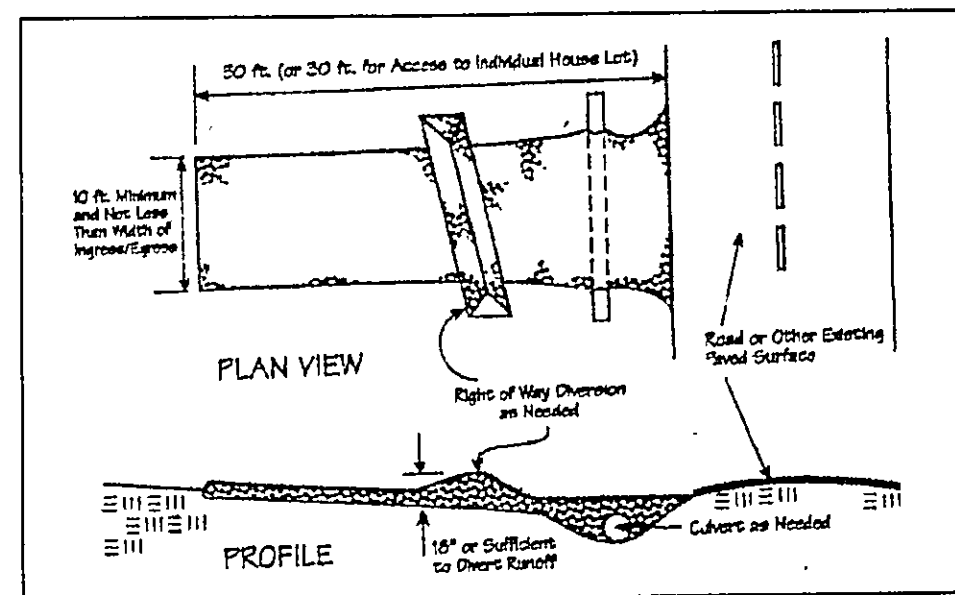 50 ft. (or 30 ft. for Access to Individual House Lot)
10 ft. Minimum
and Not Less
Than Width of
Ingress/Egress
PLAN VIEW
Road or Other Existing
Paved Surface
Right of Way Diversion
as Needed
Culvert as Needed
18" or Sufficient
to Divert Runoff
PROFILE